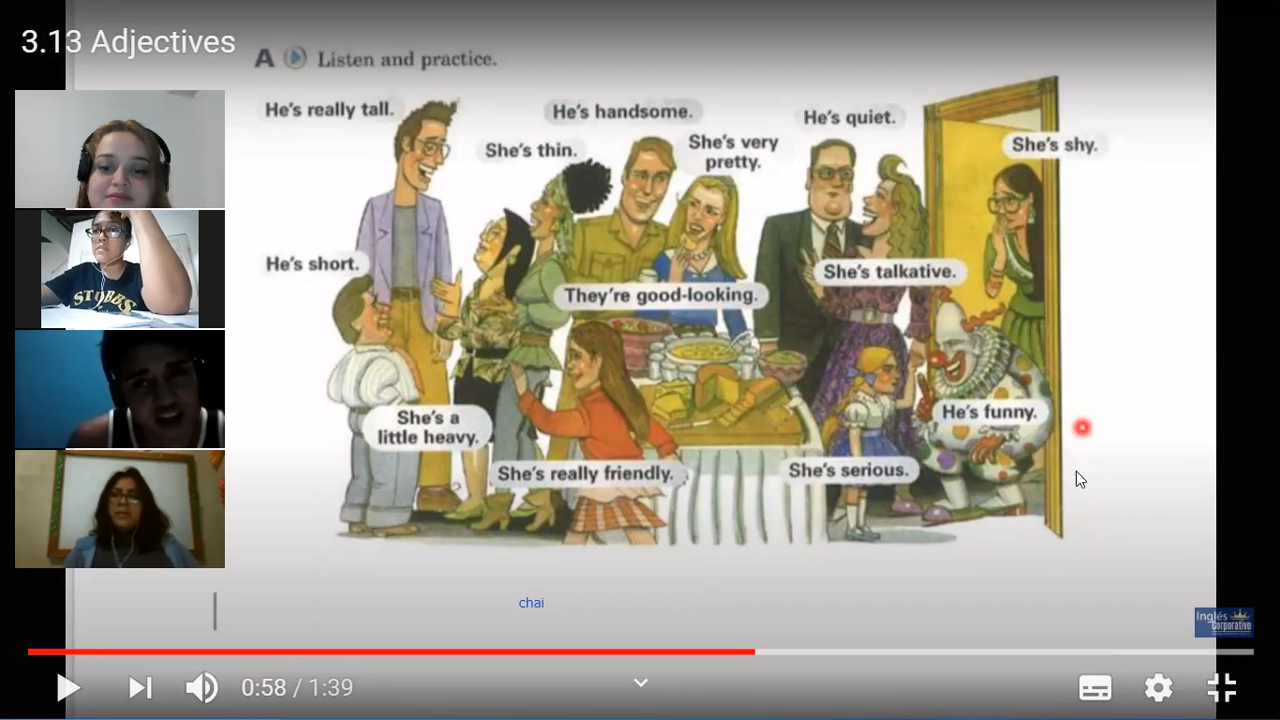 3.13 Adjectives
A Listen and practice.
He's really tall.
He's handsome.
He's quiet.
She's thin.
She's very
pretty.
She's shy.
He's short.
She's talkative.
They're good-looking.
She's a
little heavy.
He's funny.
She's really friendly.
She's serious.
STUBBS
chai
Inglés
Corporativo
0:58 / 1:39